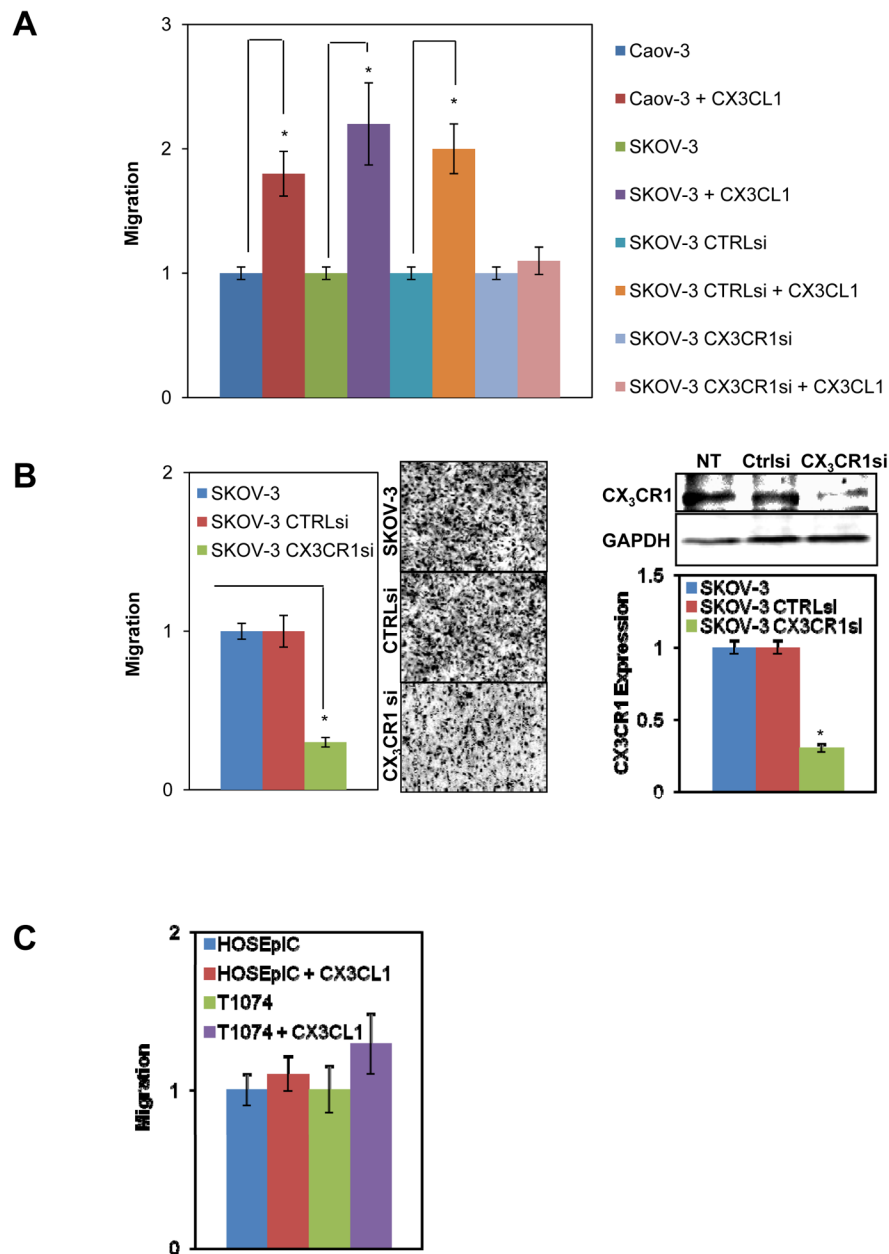 A
3
2
1
0
Migration
*
*
*
Caov-3
Caov-3 + CX3CL1
SKOV-3
SKOV-3 + CX3CL1
SKOV-3 CTRLsi
SKOV-3 CTRLsi + CX3CL1
SKOV-3 CX3CR1si
SKOV-3 CX3CR1si + CX3CL1
B
2
1
0
Migration
SKOV-3
SKOV-3 CTRLsi
SKOV-3 CX3CR1si
*
SKOV-3
CTRLsi
CX₃CR1 si
NT Ctrlsi CX₃CR1si
CX₃CR1
GAPDH
1.5
1
0.5
0
CX3CR1 Expression
SKOV-3
SKOV-3 CTRLsI
SKOV-3 CX3CR1sI
*
C
2
1
0
Migration
HOSEpIC
HOSEpIC + CX3CL1
T1074
T1074 + CX3CL1